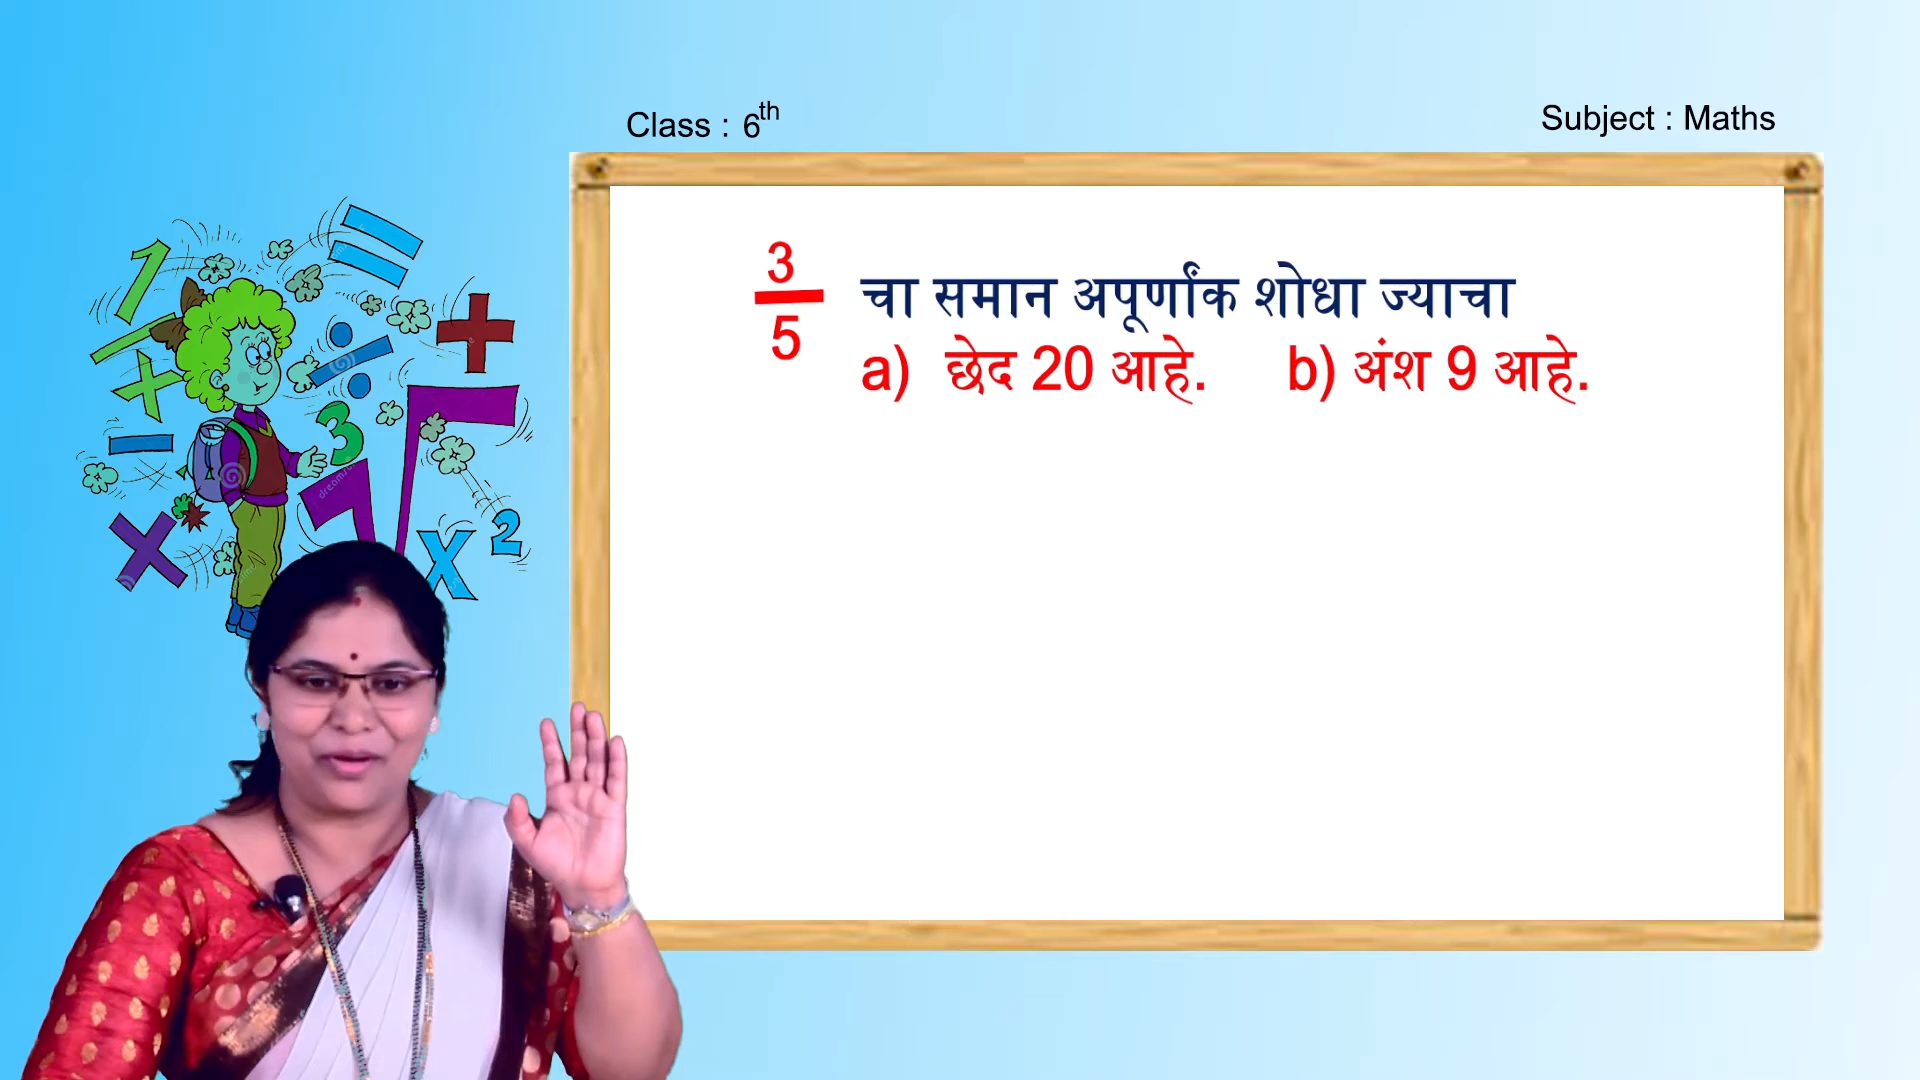 Class : 6th
Subject : Maths
3/5 चा समान अपूर्णांक शोधा ज्याचा
a) छेद 20 आहे. b) अंश 9 आहे.